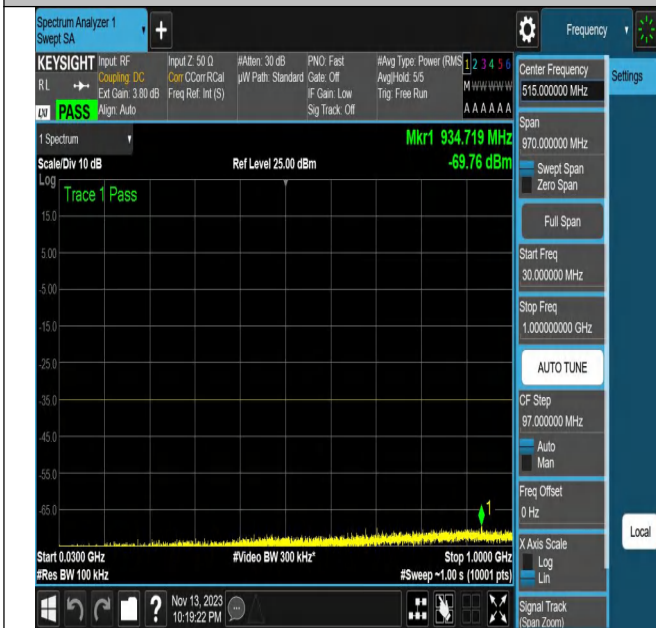 Spectrum Analyzer 1
Swept SA
Frequency
KEYSIGHT
RL
LXI PASS
Input: RF
Coupling: DC
Ext Gain: 3.80 dB
Align: Auto
Input Z: 50 Ω
Corr CCorr RCal
Freq Ref: Int (S)
#Atten: 30 dB
µW Path: Standard
PNO: Fast
Gate: Off
IF Gain: Low
Sig Track: Off
#Avg Type: Power (RMS
Avg|Hold: 5/5
Trig: Free Run
1 2 3 4 5 6
M W W W W W
A A A A A A
1 Spectrum
Scale/Div 10 dB
Ref Level 25.00 dBm
Mkr1 934.719 MHz
-69.76 dBm
Log
Trace 1 Pass
15.0
5.00
-5.00
-15.0
-25.0
-35.0
-45.0
-55.0
-65.0
1
Start 0.0300 GHz
#Res BW 100 kHz
#Video BW 300 kHz*
Stop 1.0000 GHz
#Sweep ~1.00 s (10001 pts)
Nov 13, 2023
10:19:22 PM
Center Frequency
515.000000 MHz
Settings
Span
970.000000 MHz
Swept Span
Zero Span
Full Span
Start Freq
30.000000 MHz
Stop Freq
1.000000000 GHz
AUTO TUNE
CF Step
97.000000 MHz
Auto
Man
Freq Offset
0 Hz
Local
X Axis Scale
Log
Lin
Signal Track
(Span Zoom)